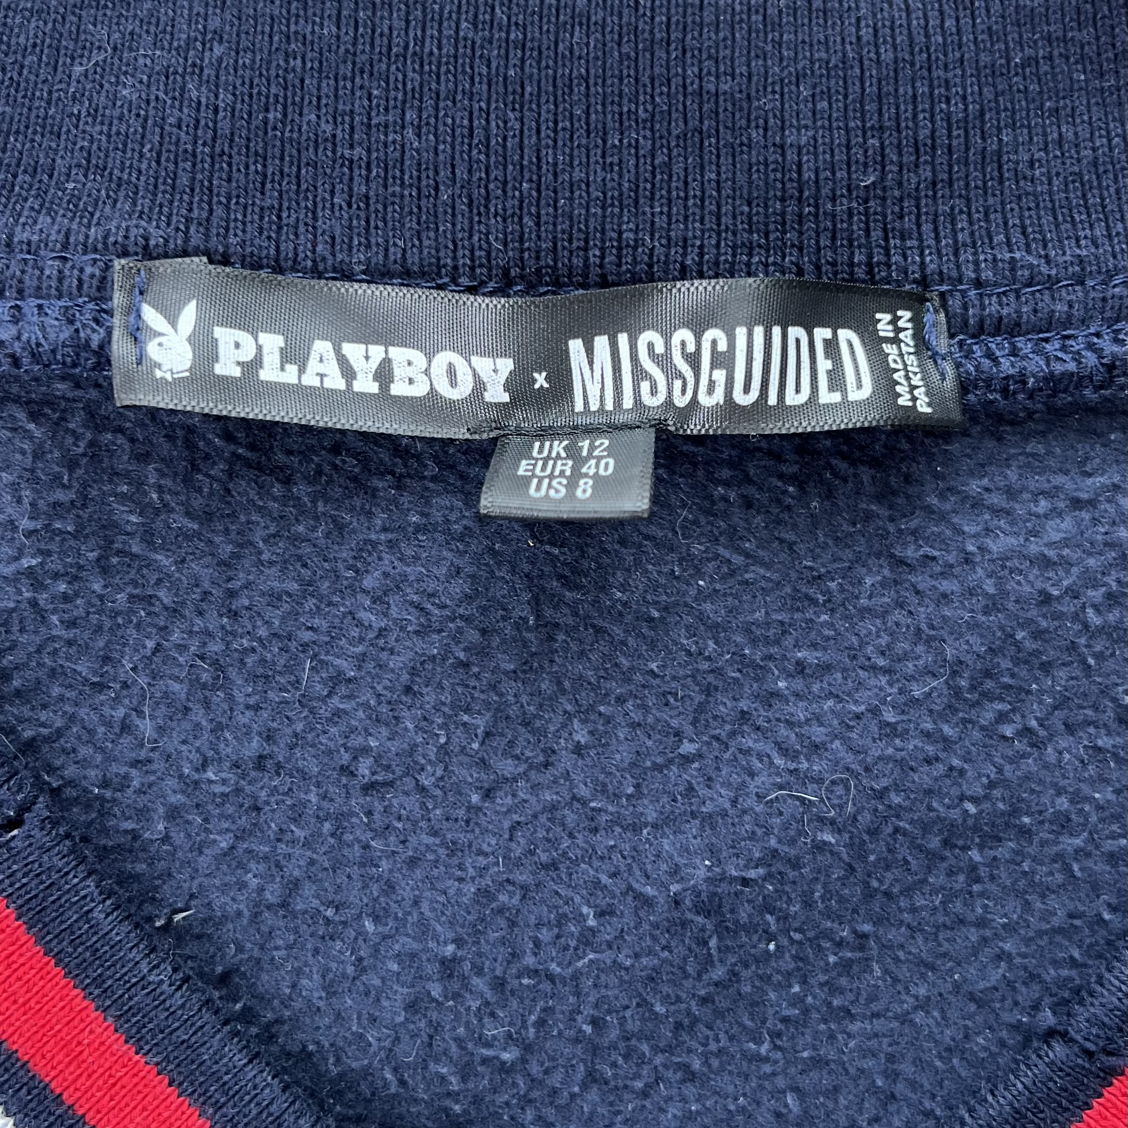 PLAYBOY x MISSGUIDED
MADE IN
PAKISTAN
UK 12
EUR 40
US 8